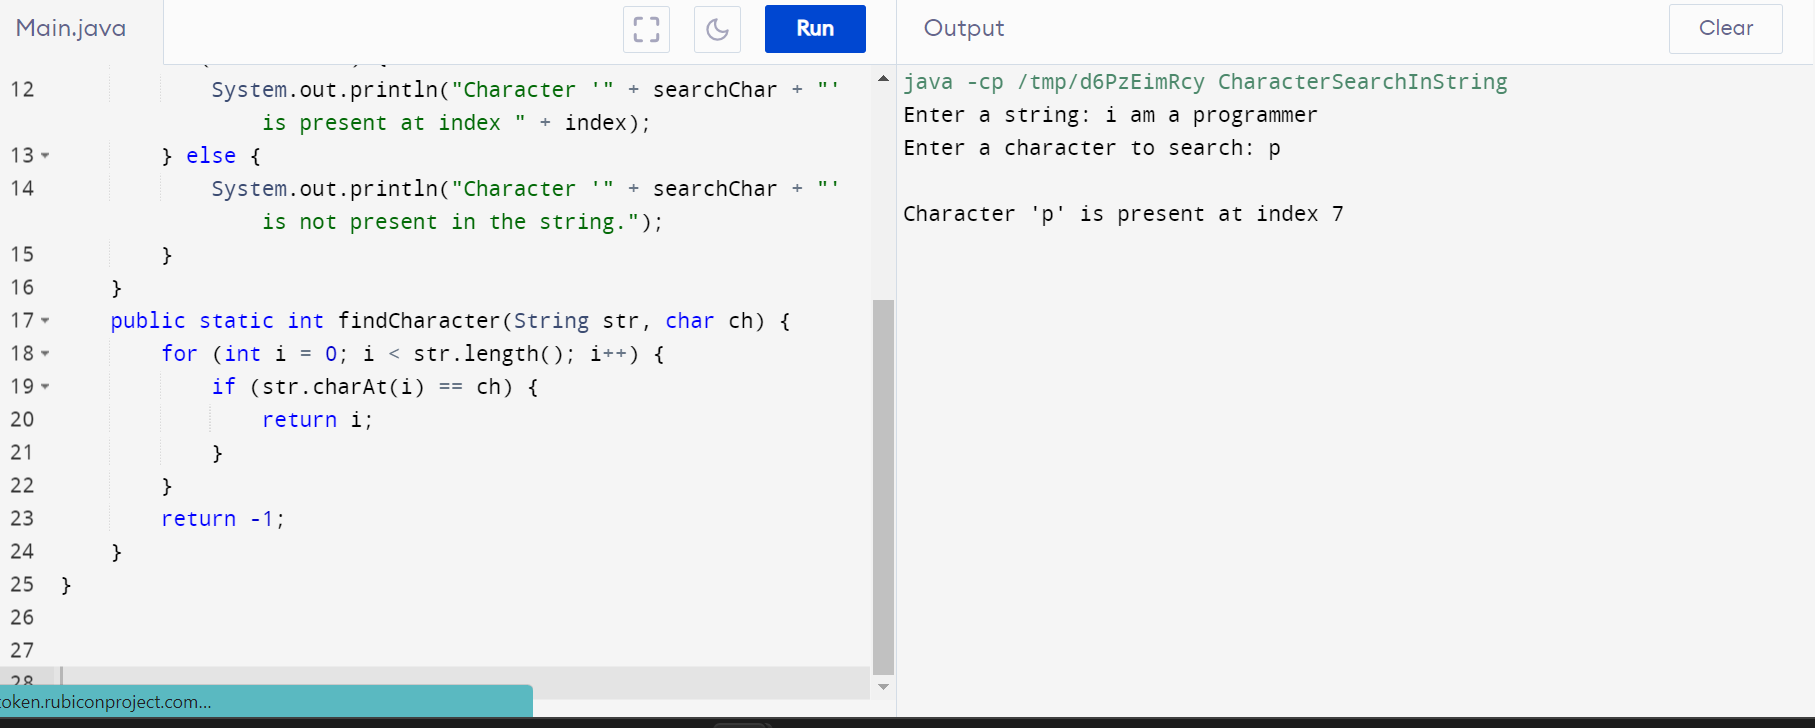 Main.java
Run
Output
Clear
12 System.out.println("Character '" + searchChar + "'
is present at index " + index);
13 } else {
14 System.out.println("Character '" + searchChar + "'
is not present in the string.");
15 }
16 }
17 public static int findCharacter(String str, char ch) {
18 for (int i = 0; i < str.length(); i++) {
19 if (str.charAt(i) == ch) {
20 return i;
21 }
22 }
23 return -1;
24 }
25 }
26
27
28
oken.rubiconproject.com...
java -cp /tmp/d6PzEimRcy CharacterSearchInString
Enter a string: i am a programmer
Enter a character to search: p
Character 'p' is present at index 7